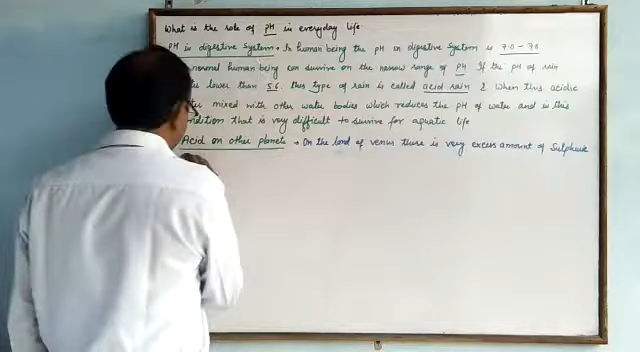 What is the role of pH in everyday life
PH is digestive System → In human being the pH in digestive system is 7.0 - 7.8
normal human being can survive on the narrow range of pH If the pH of rain
lower than 5.6 this type of rain is called acid rain & When this acidic
mixed with other water bodies which reduces the pH of water and in this
ndition that is very difficult to survive for aquatic life
Acid on other planets → On the land of venus there is very excess amount of Sulpheric